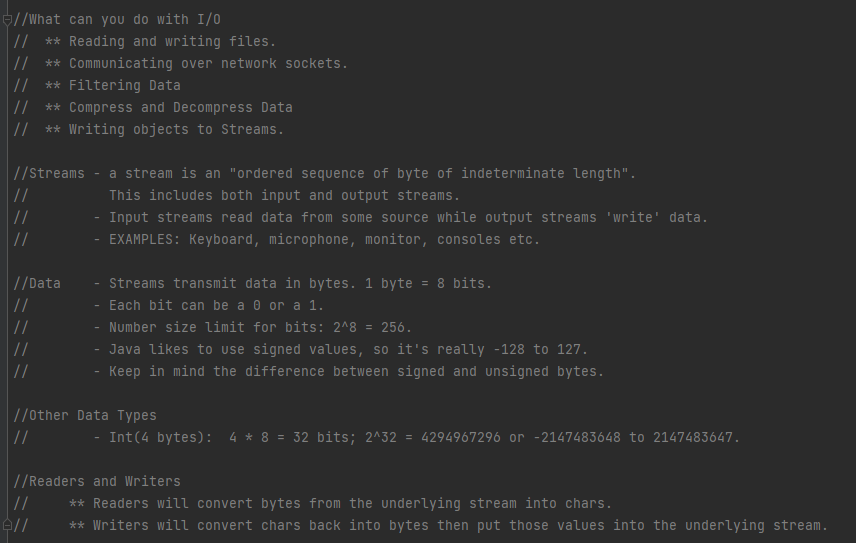 //What can you do with I/O
//  ** Reading and writing files.
//  ** Communicating over network sockets.
//  ** Filtering Data
//  ** Compress and Decompress Data
//  ** Writing objects to Streams.
//Streams - a stream is an "ordered sequence of byte of indeterminate length".
//          This includes both input and output streams.
//        - Input streams read data from some source while output streams 'write' data.
//        - EXAMPLES: Keyboard, microphone, monitor, consoles etc.
//Data    - Streams transmit data in bytes. 1 byte = 8 bits.
//        - Each bit can be a 0 or a 1.
//        - Number size limit for bits: 2^8 = 256.
//        - Java likes to use signed values, so it's really -128 to 127.
//        - Keep in mind the difference between signed and unsigned bytes.
//Other Data Types
//        - Int(4 bytes):  4 * 8 = 32 bits; 2^32 = 4294967296 or -2147483648 to 2147483647.
//Readers and Writers
//     ** Readers will convert bytes from the underlying stream into chars.
//     ** Writers will convert chars back into bytes then put those values into the underlying stream.